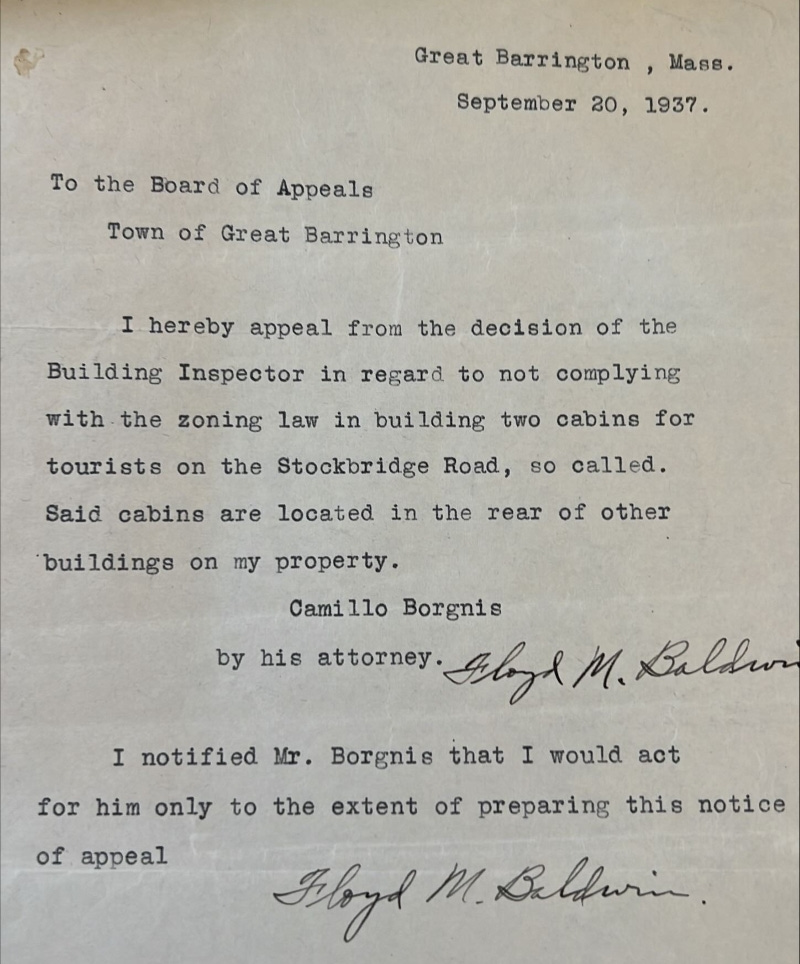 Great Barrington , Mass.
September 20, 1937.
To the Board of Appeals
Town of Great Barrington
I hereby appeal from the decision of the
Building Inspector in regard to not complying
with the zoning law in building two cabins for
tourists on the Stockbridge Road, so called.
Said cabins are located in the rear of other
buildings on my property.
Camillo Borgnis
by his attorney. Floyd M. Baldwin
I notified Mr. Borgnis that I would act
for him only to the extent of preparing this notice
of appeal
Floyd M. Baldwin.